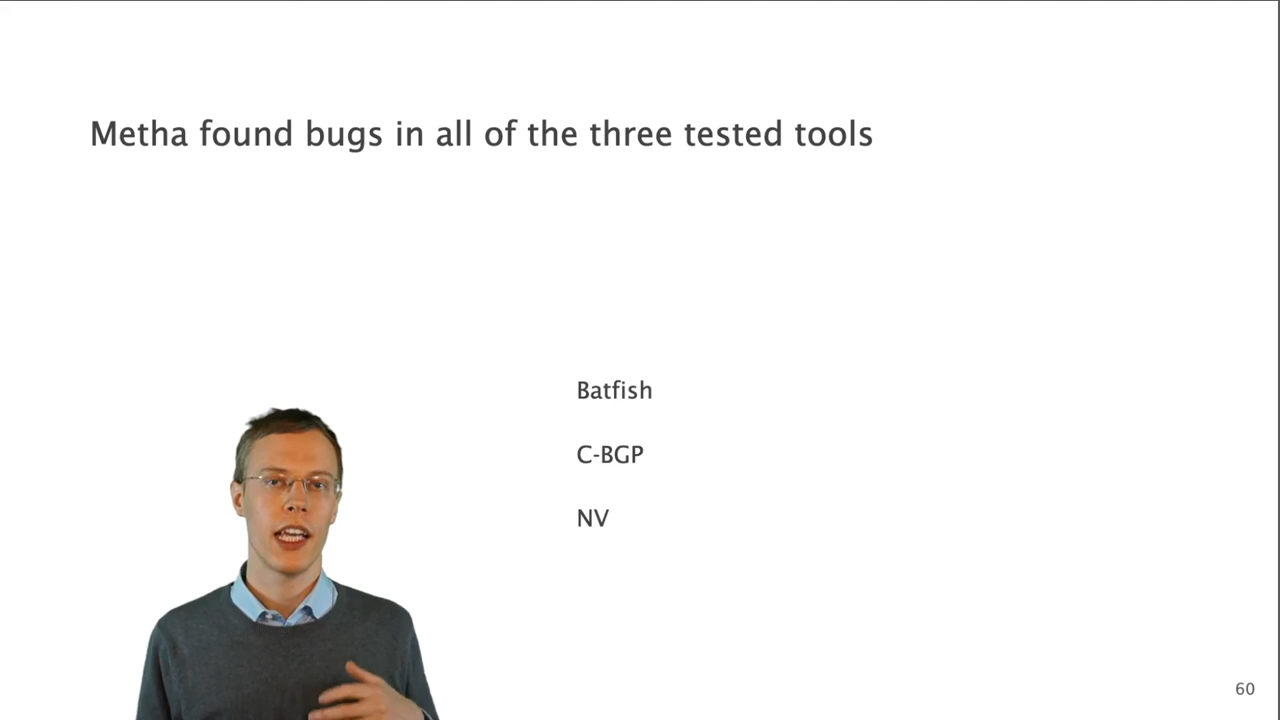 Metha found bugs in all of the three tested tools
Batfish
C-BGP
NV
60